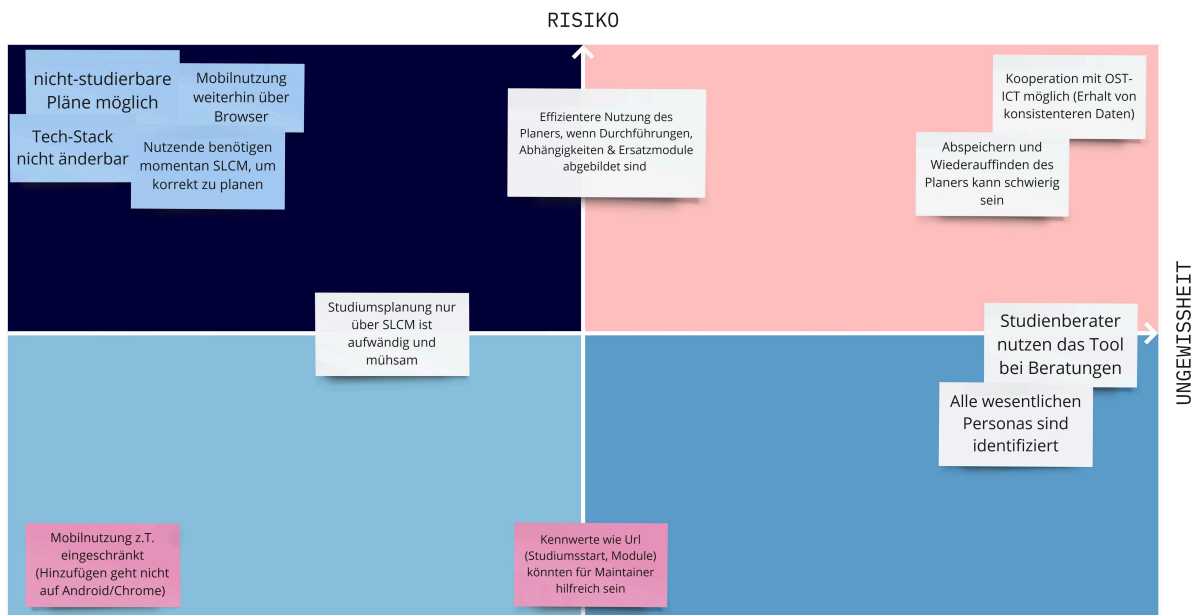 RISIKO
nicht-studierbare
Pläne möglich
Mobilnutzung
weiterhin über
Browser
Tech-Stack
nicht änderbar
Nutzende benötigen
momentan SLCM, um
korrekt zu planen
Effizientere Nutzung des
Planers, wenn Durchführungen,
Abhängigkeiten & Ersatzmodule
abgebildet sind
Kooperation mit OST-
ICT möglich (Erhalt von
konsistenteren Daten)
Abspeichern und
Wiederauffinden des
Planers kann schwierig
sein
Studiumsplanung nur
über SLCM ist
aufwändig und
mühsam
Studienberater
nutzen das Tool
bei Beratungen
UNGEWISSHEIT
Alle wesentlichen
Personas sind
identifiziert
Mobilnutzung z.T.
eingeschränkt
(Hinzufügen geht nicht
auf Android/Chrome)
Kennwerte wie Url
(Studiumsstart, Module)
könnten für Maintainer
hilfreich sein